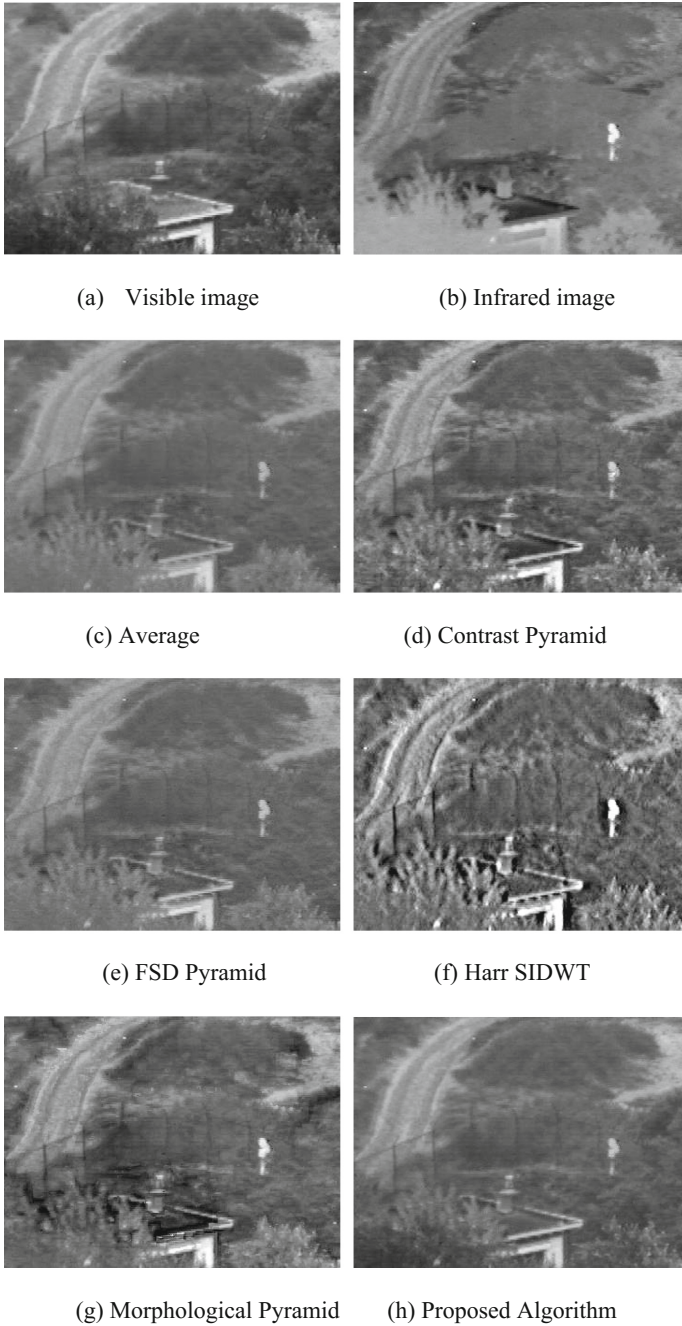 (a) Visible image
(b) Infrared image
(c) Average
(d) Contrast Pyramid
(e) FSD Pyramid
(f) Harr SIDWT
(g) Morphological Pyramid
(h) Proposed Algorithm